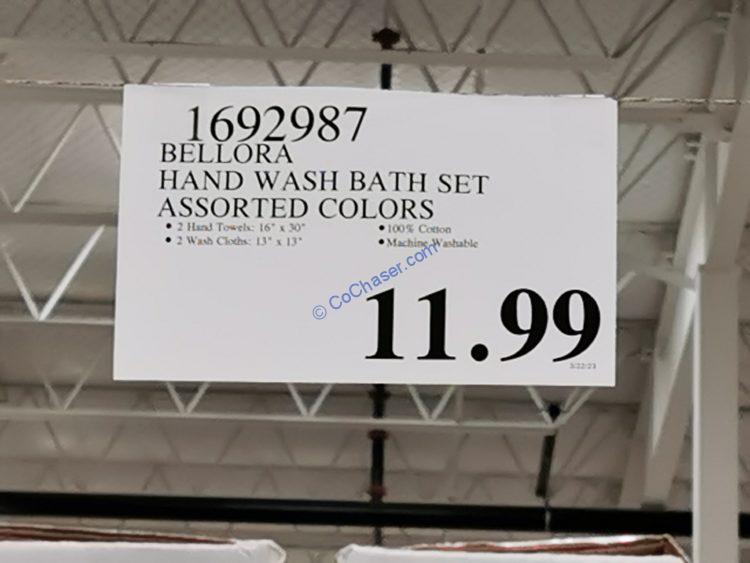 1692987
BELLORA
HAND WASH BATH SET
ASSORTED COLORS
• 2 Hand Towels: 16" x 30"
• 2 Wash Cloths: 13" x 13"
• 100% Cotton
• Machine Washable
© CoChaser.com
11.99
3/22/23